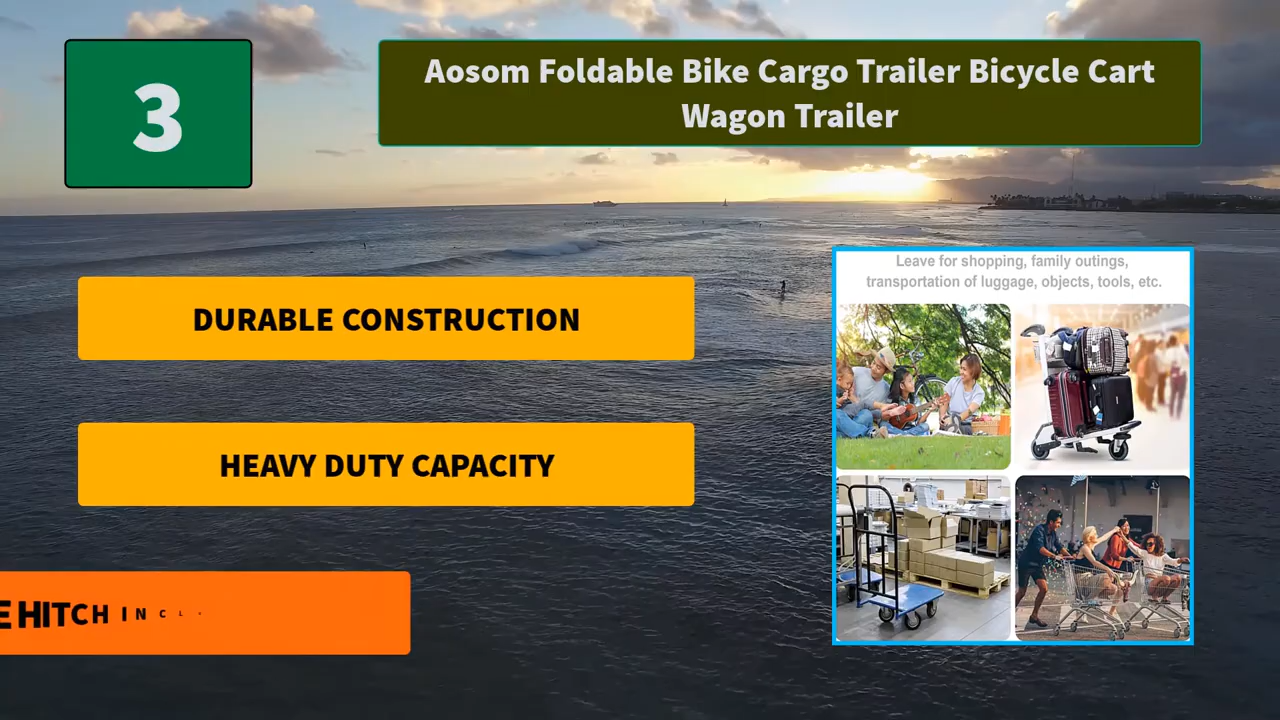 3
Aosom Foldable Bike Cargo Trailer Bicycle Cart
Wagon Trailer
Leave for shopping, family outings,
transportation of luggage, objects, tools, etc.
DURABLE CONSTRUCTION
HEAVY DUTY CAPACITY
E HITCH INCL